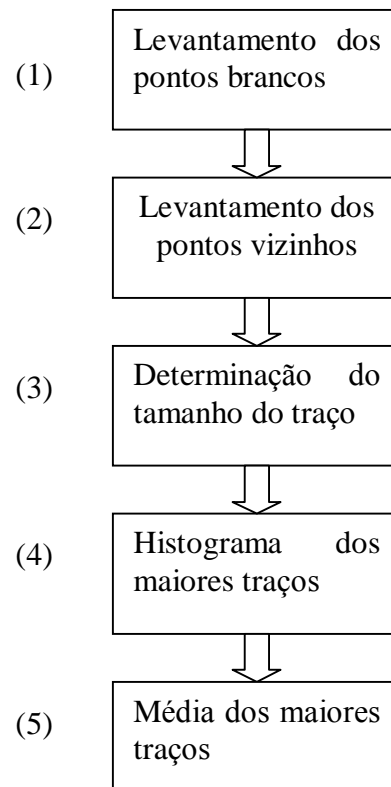 (1)
Levantamento dos
pontos brancos
(2)
Levantamento dos
pontos vizinhos
(3)
Determinação do
tamanho do traço
(4)
Histograma dos
maiores traços
(5)
Média dos maiores
traços